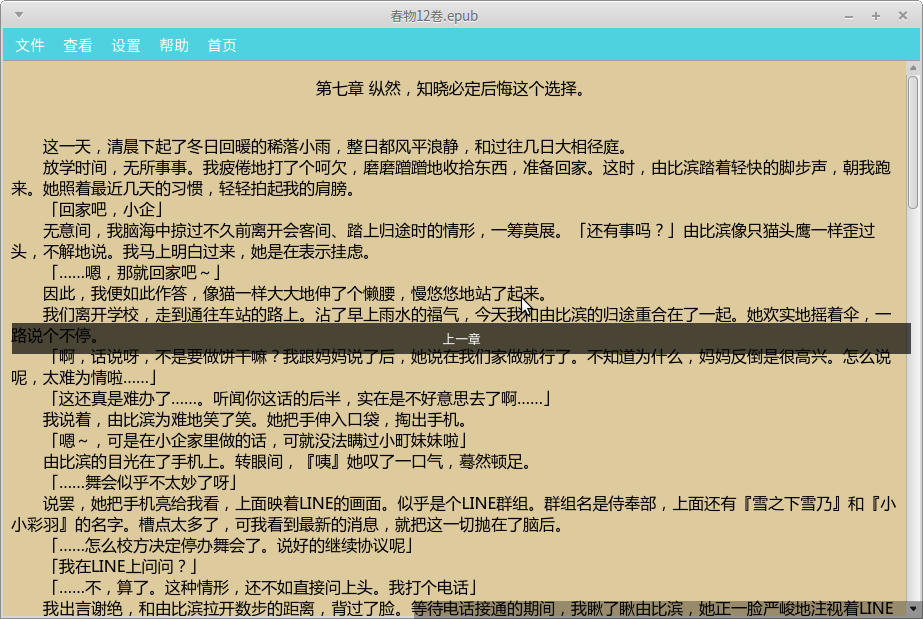 春物12卷.epub
文件 查看 设置 帮助 首页
第七章 纵然，知晓必定后悔这个选择。
这一天，清晨下起了冬日回暖的稀落小雨，整日都风平浪静，和过往几日大相径庭。
放学时间，无所事事。我疲倦地打了个呵欠，磨磨蹭蹭地收拾东西，准备回家。这时，由比滨踏着轻快的脚步声，朝我跑
来。她照着最近几天的习惯，轻轻拍起我的肩膀。
「回家吧，小企」
无意间，我脑海中掠过不久前离开会客间、踏上归途时的情形，一筹莫展。「还有事吗？」由比滨像只猫头鹰一样歪过
头，不解地说。我马上明白过来，她是在表示挂虑。
「......嗯，那就回家吧～」
因此，我便如此作答，像猫一样大大地伸了个懒腰，慢悠悠地站了起来。
我们离开学校，走到通往车站的路上。沾了早上雨水的福气，今天我和由比滨的归途重合在了一起。她欢实地摇着伞，一
路说个不停。
上一章
「啊，话说呀，不是要做饼干嘛？我跟妈妈说了后，她说在我们家做就行了。不知道为什么，妈妈反倒是很高兴。怎么说
呢，太难为情啦......」
「这还真是难办了......。听闻你这话的后半，实在是不好意思去了啊......」
我说着，由比滨为难地笑了笑。她把手伸入口袋，掏出手机。
「嗯～，可是在小企家里做的话，可就没法瞒过小町妹妹啦」
由比滨的目光在了手机上。转眼间，『咦』她叹了一口气，蓦然顿足。
「......舞会似乎不太妙了呀」
说罢，她把手机亮给我看，上面映着LINE的画面。似乎是个LINE群组。群组名是侍奉部，上面还有『雪之下雪乃』和『小
小彩羽』的名字。槽点太多了，可我看到最新的消息，就把这一切抛在了脑后。
「......怎么校方决定停办舞会了。说好的继续协议呢」
「我在LINE上问问？」
「......不，算了。这种情形，还不如直接问上头。我打个电话」
我出言谢绝，和由比滨拉开数步的距离，背过了脸。等待电话接通的期间，我瞅了瞅由比滨，她正一脸严峻地注视着LINE